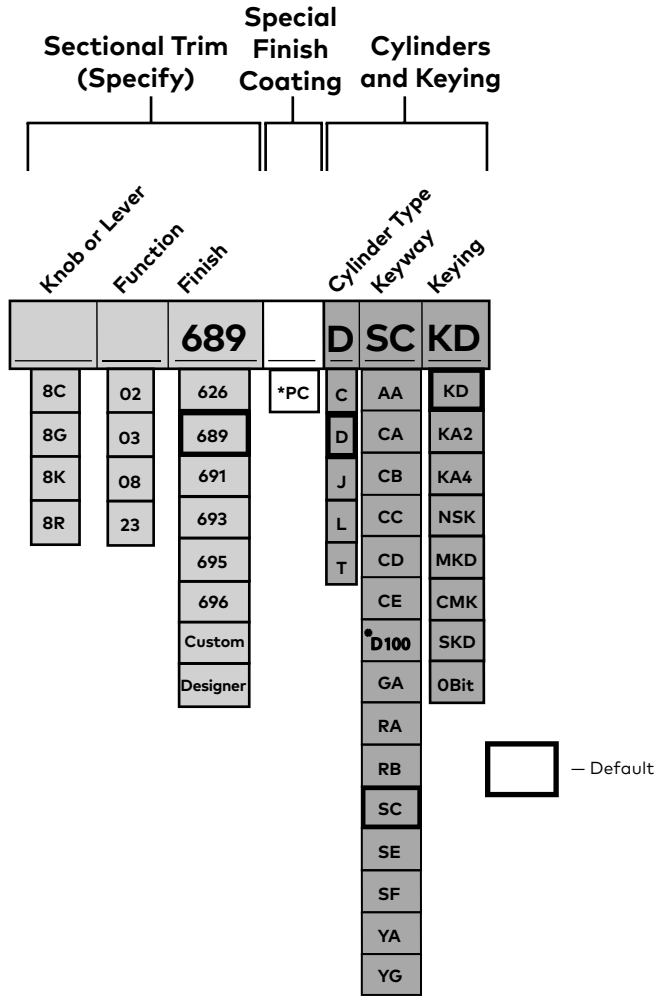 Sectional Trim
(Specify)
Special
Finish
Coating
Cylinders
and Keying
Knob or Lever
Function
Finish
Cylinder Type
Keyway
Keying
689
D
SC
KD
8C
8G
8K
8R
02
03
08
23
626
689
691
693
695
696
Custom
Designer
*PC
C
D
J
L
T
AA
CA
CB
CC
CD
CE
*D100
GA
RA
RB
SC
SE
SF
YA
YG
KD
KA2
KA4
NSK
MKD
CMK
SKD
0Bit
— Default